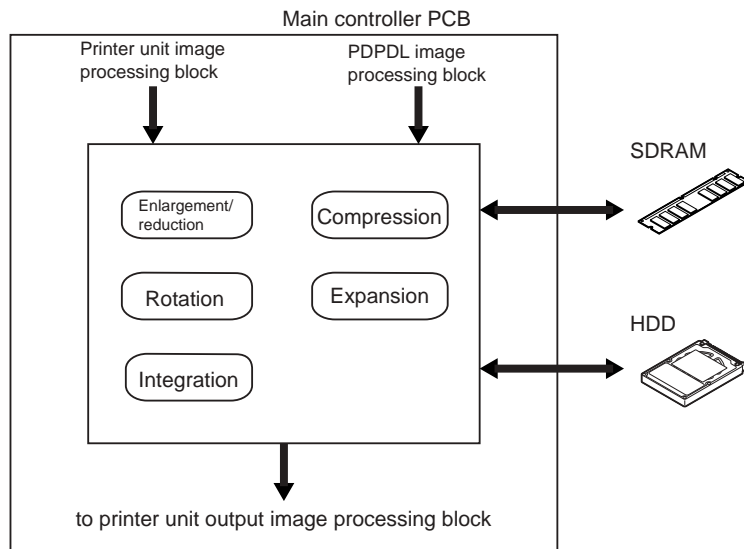 Main controller PCB
Printer unit image
processing block
PDPDL image
processing block
SDRAM
Enlargement/
reduction
Compression
Rotation
Expansion
HDD
Integration
to printer unit output image processing block